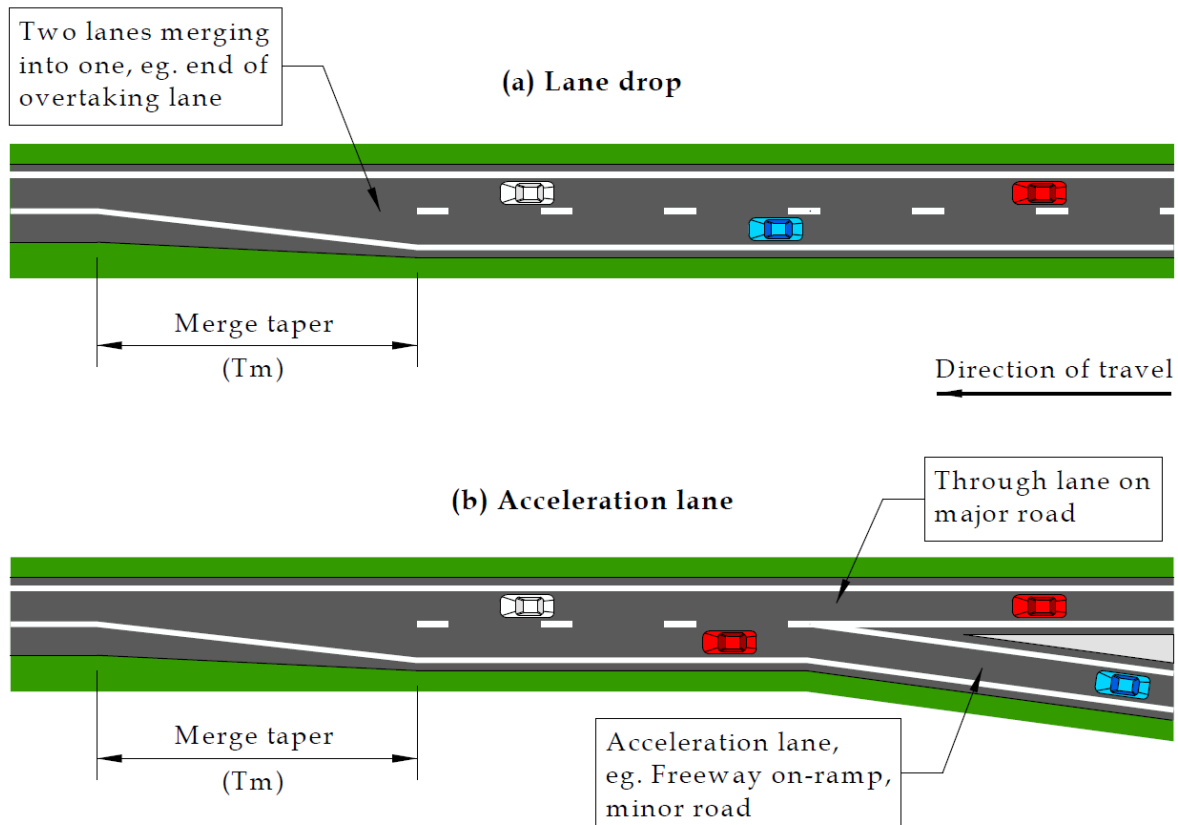 Two lanes merging
into one, eg. end of
overtaking lane
(a) Lane drop
Merge taper
(Tm)
Direction of travel
(b) Acceleration lane
Through lane on
major road
Merge taper
(Tm)
Acceleration lane,
eg. Freeway on-ramp,
minor road